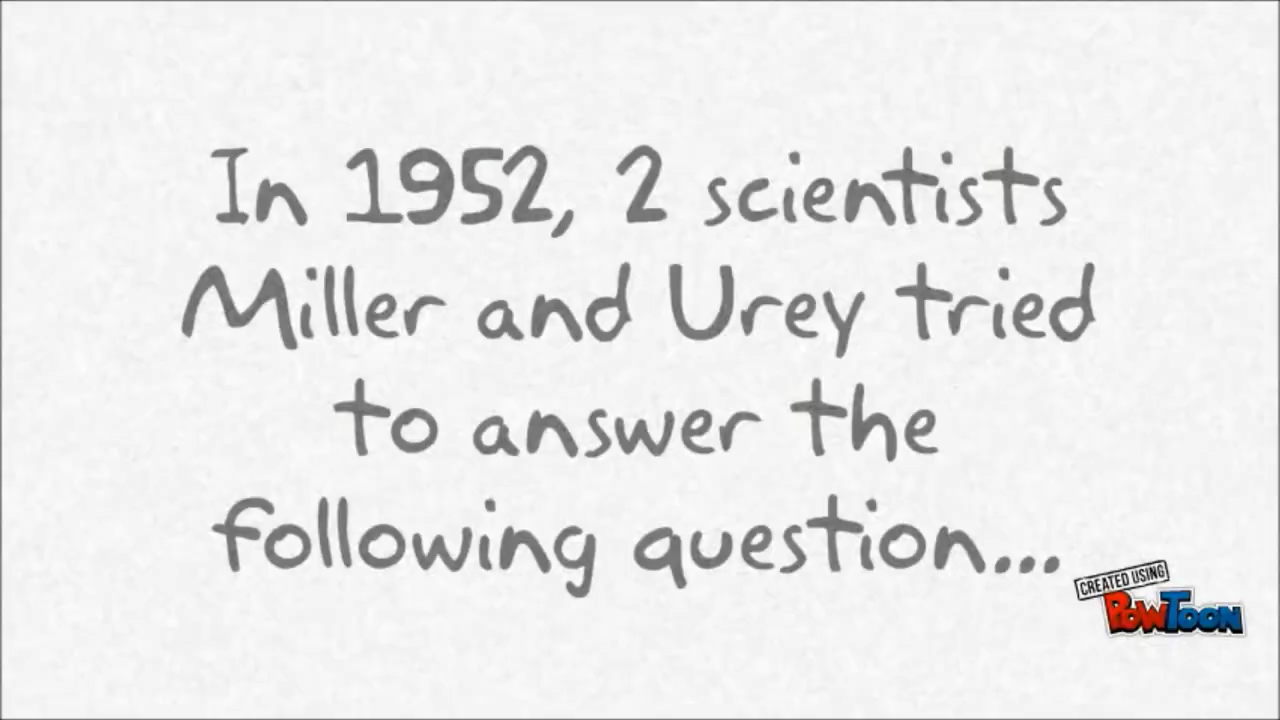 In 1952, 2 scientists
Miller and Urey tried
to answer the
following question...
CREATED USING
POWTOON